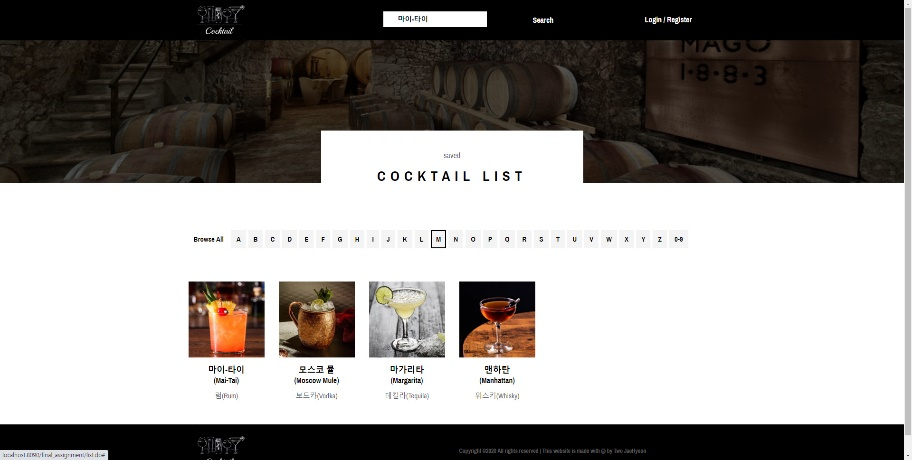 Cocktail
마이-타이
Search
Login / Register
MAGO
1·8·8·3
saved
COCKTAIL LIST
Browse All A B C D E F G H I J K L M N O P Q R S T U V W X Y Z 0-9
마이-타이 모스코 뮬 마가리타 맨하탄
(Mai-Tai) (Moscow Mule) (Margarita) (Manhattan)
럼(Rum) 보드카(Vodka) 데킬라(Tequila) 위스키(Whisky)
Copyright ©2020 All rights reserved | This website is made with by Two JaeHyeon
localhost:8090/final_assignment/list.do#